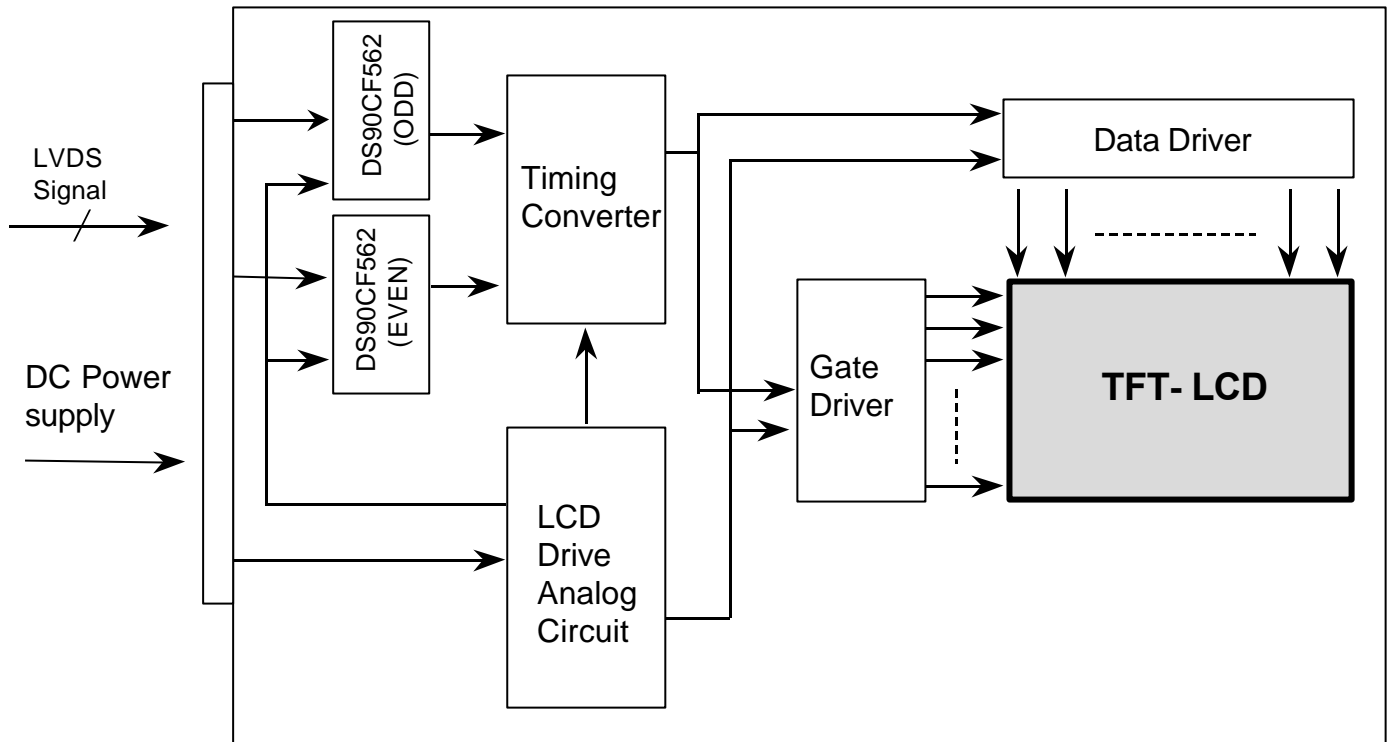 LVDS
Signal
DC Power
supply
DS90CF562
(ODD)
DS90CF562
(EVEN)
Timing
Converter
LCD
Drive
Analog
Circuit
Gate
Driver
Data Driver
TFT- LCD